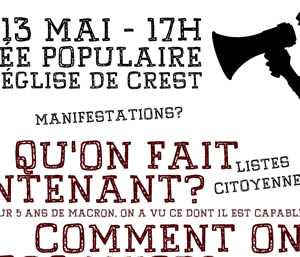 13 MAI - 17H
ÉE POPULAIRE
ÉGLISE DE CREST
MANIFESTATIONS?
QU'ON FAIT
LISTES
NTENANT?
CITOYENNE
UR 5 ANS DE MACRON, ON A VU CE DONT IL EST CAPABL
COMMENT ON